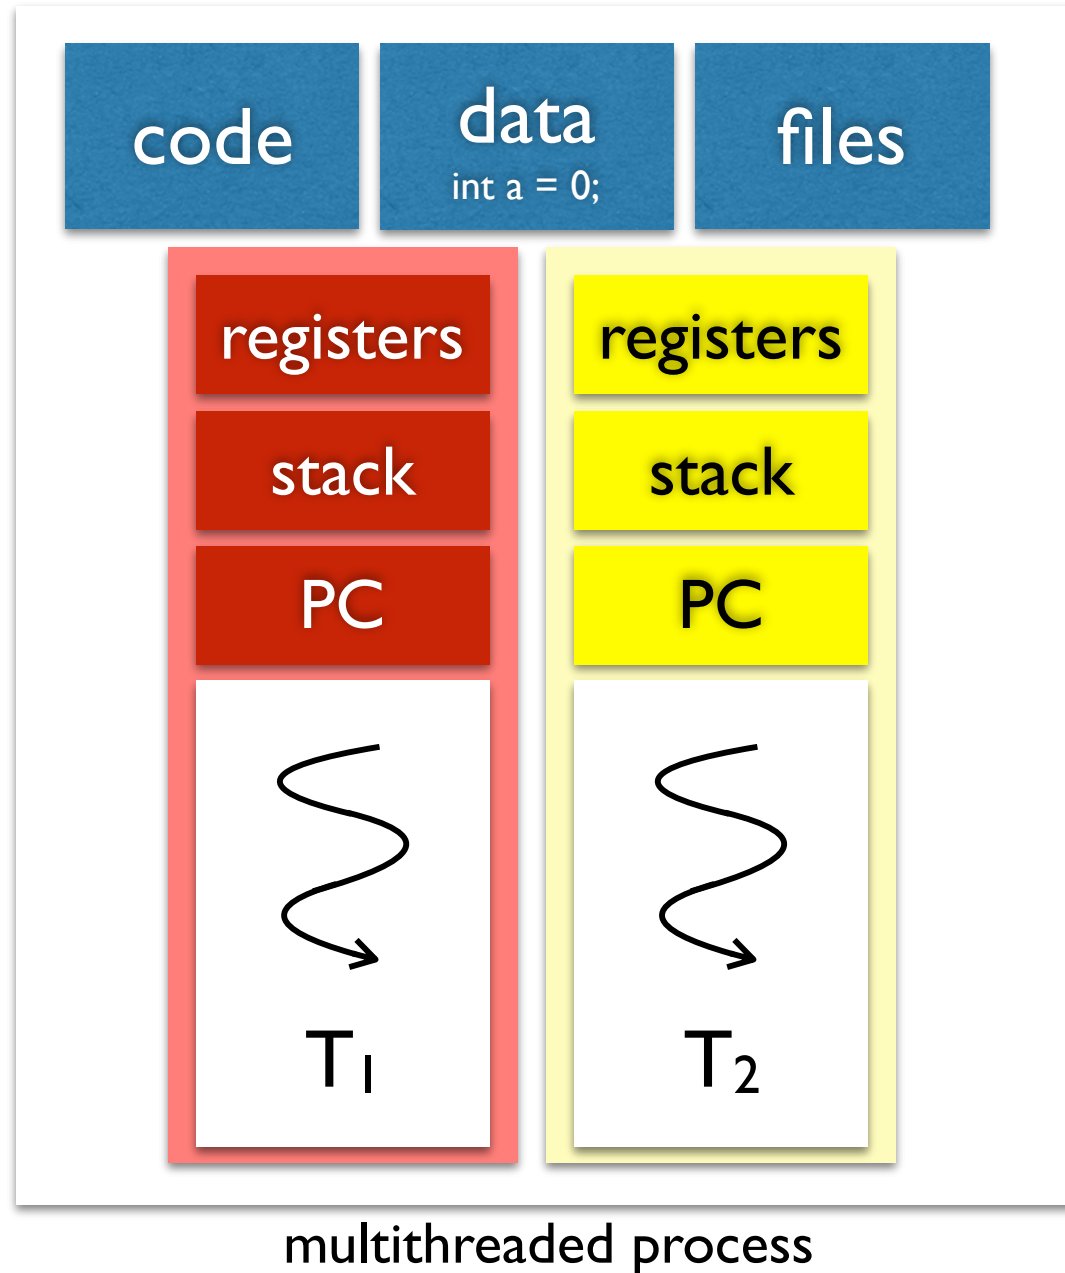 code
data
int a = 0;
files
registers
stack
PC
T1
registers
stack
PC
T2
multithreaded process